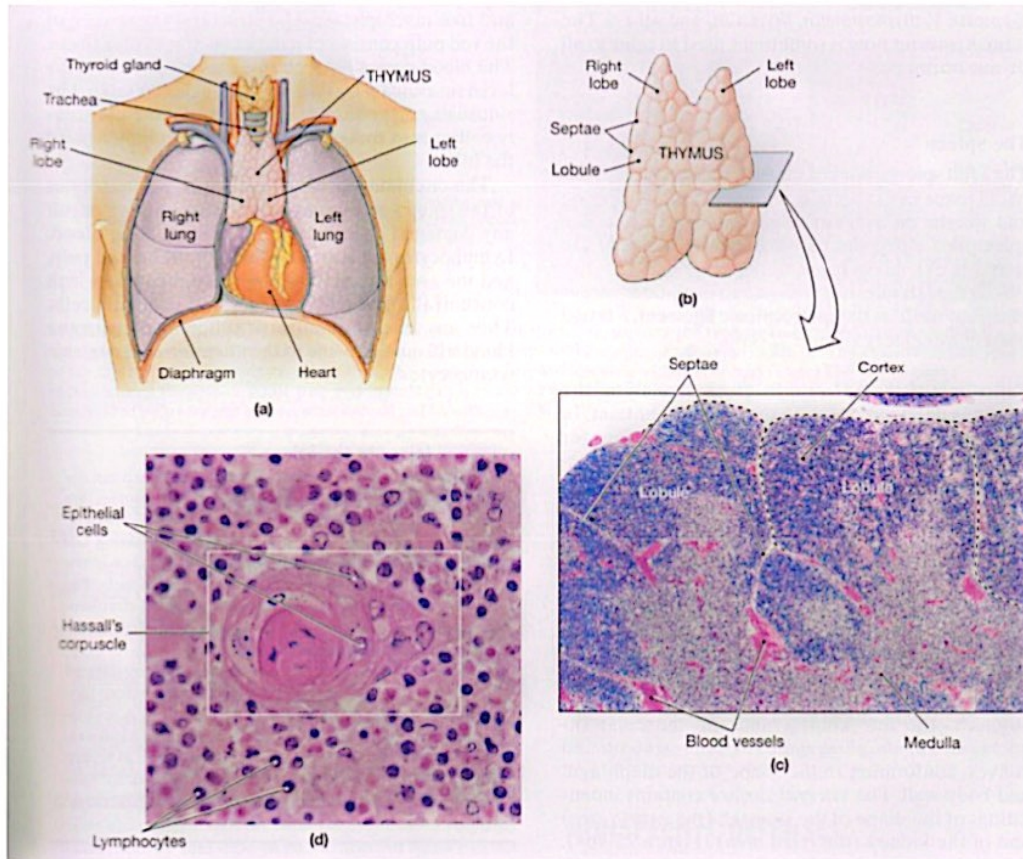 Thyroid gland
THYMUS
Trachea
Right
lobe
Left
lobe
Right
lung
Left
lung
Diaphragm
Heart
(a)
Right
lobe
Left
lobe
Septae
Lobule
THYMUS
(b)
Septae
Cortex
Lobule
Lobule
Blood vessels
Medulla
(c)
Epithelial
cells
Hassall's
corpuscle
Lymphocytes
(d)